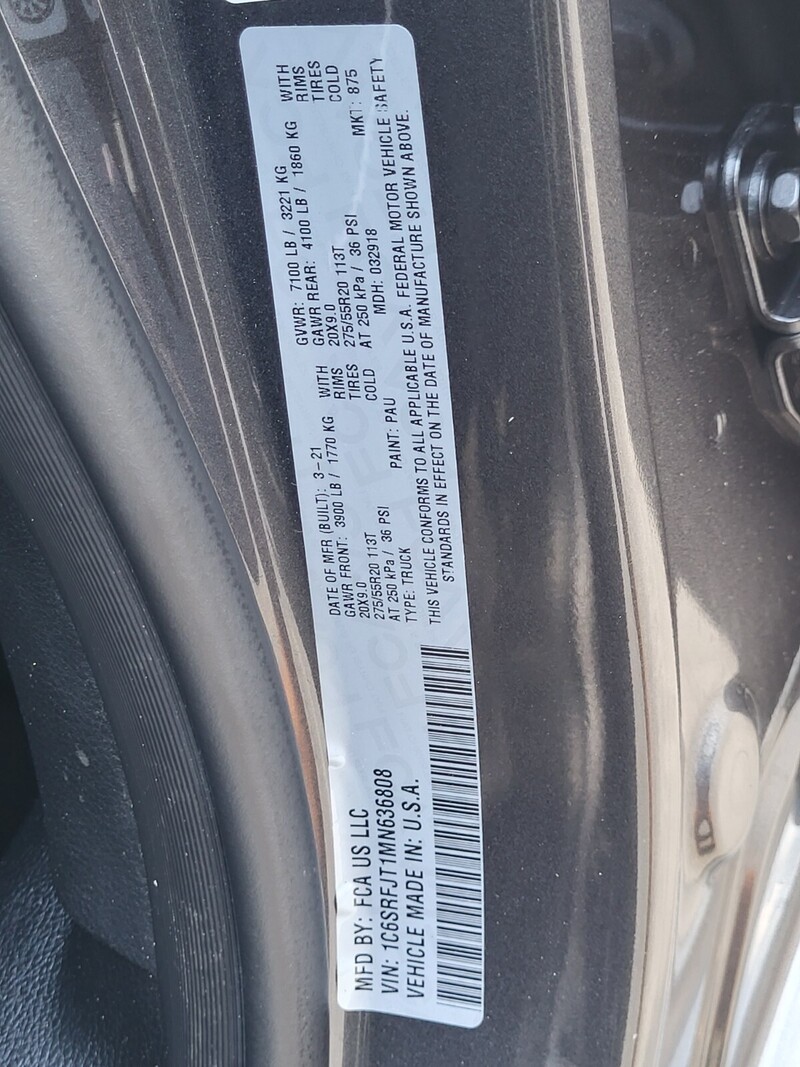 MFD BY: FCA US LLC
VIN: 1C6SRFJT1MN636808
VEHICLE MADE IN: U.S.A.
DATE OF MFR (BUILT): 3-21
GAWR FRONT: 3900 LB / 1770 KG WITH
20X9.0 RIMS
275/55R20 113T TIRES
AT 250 kPa / 36 PSI COLD
GVWR: 7100 LB / 3221 KG
GAWR REAR: 4100 LB / 1860 KG WITH
20X9.0 RIMS
275/55R20 113T TIRES
AT 250 kPa / 36 PSI COLD
TYPE: TRUCK PAINT: PAU MDH: 032918 MKT: 875
THIS VEHICLE CONFORMS TO ALL APPLICABLE U.S.A. FEDERAL MOTOR VEHICLE SAFETY
STANDARDS IN EFFECT ON THE DATE OF MANUFACTURE SHOWN ABOVE.